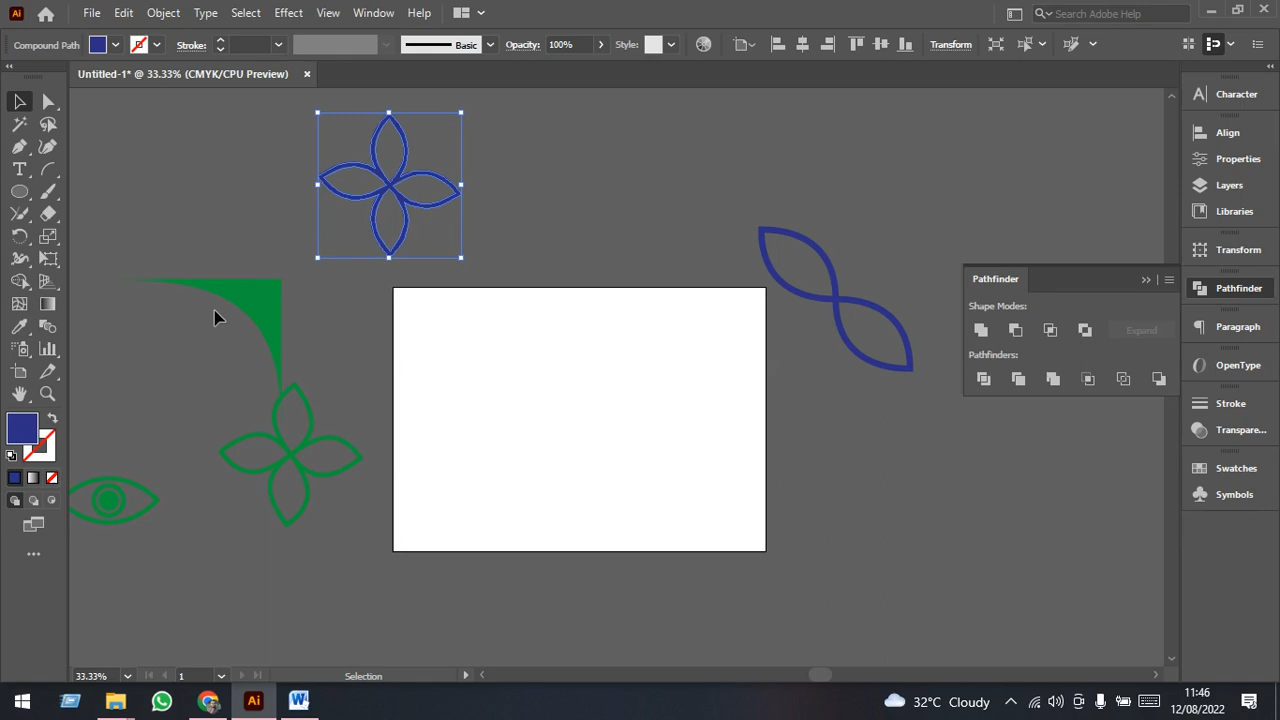 Ai File Edit Object Type Select Effect View Window Help Search Adobe Help
Compound Path Stroke: Basic Opacity: 100% Style: Transform
Untitled-1* @ 33.33% (CMYK/CPU Preview) ×
Character
Align
Properties
Layers
Libraries
Transform
Pathfinder
Paragraph
OpenType
Stroke
Transpare...
Swatches
Symbols
Pathfinder
Shape Modes:
Expand
Pathfinders:
33.33% 1 Selection
Ai W 32°C Cloudy 11:46
12/08/2022